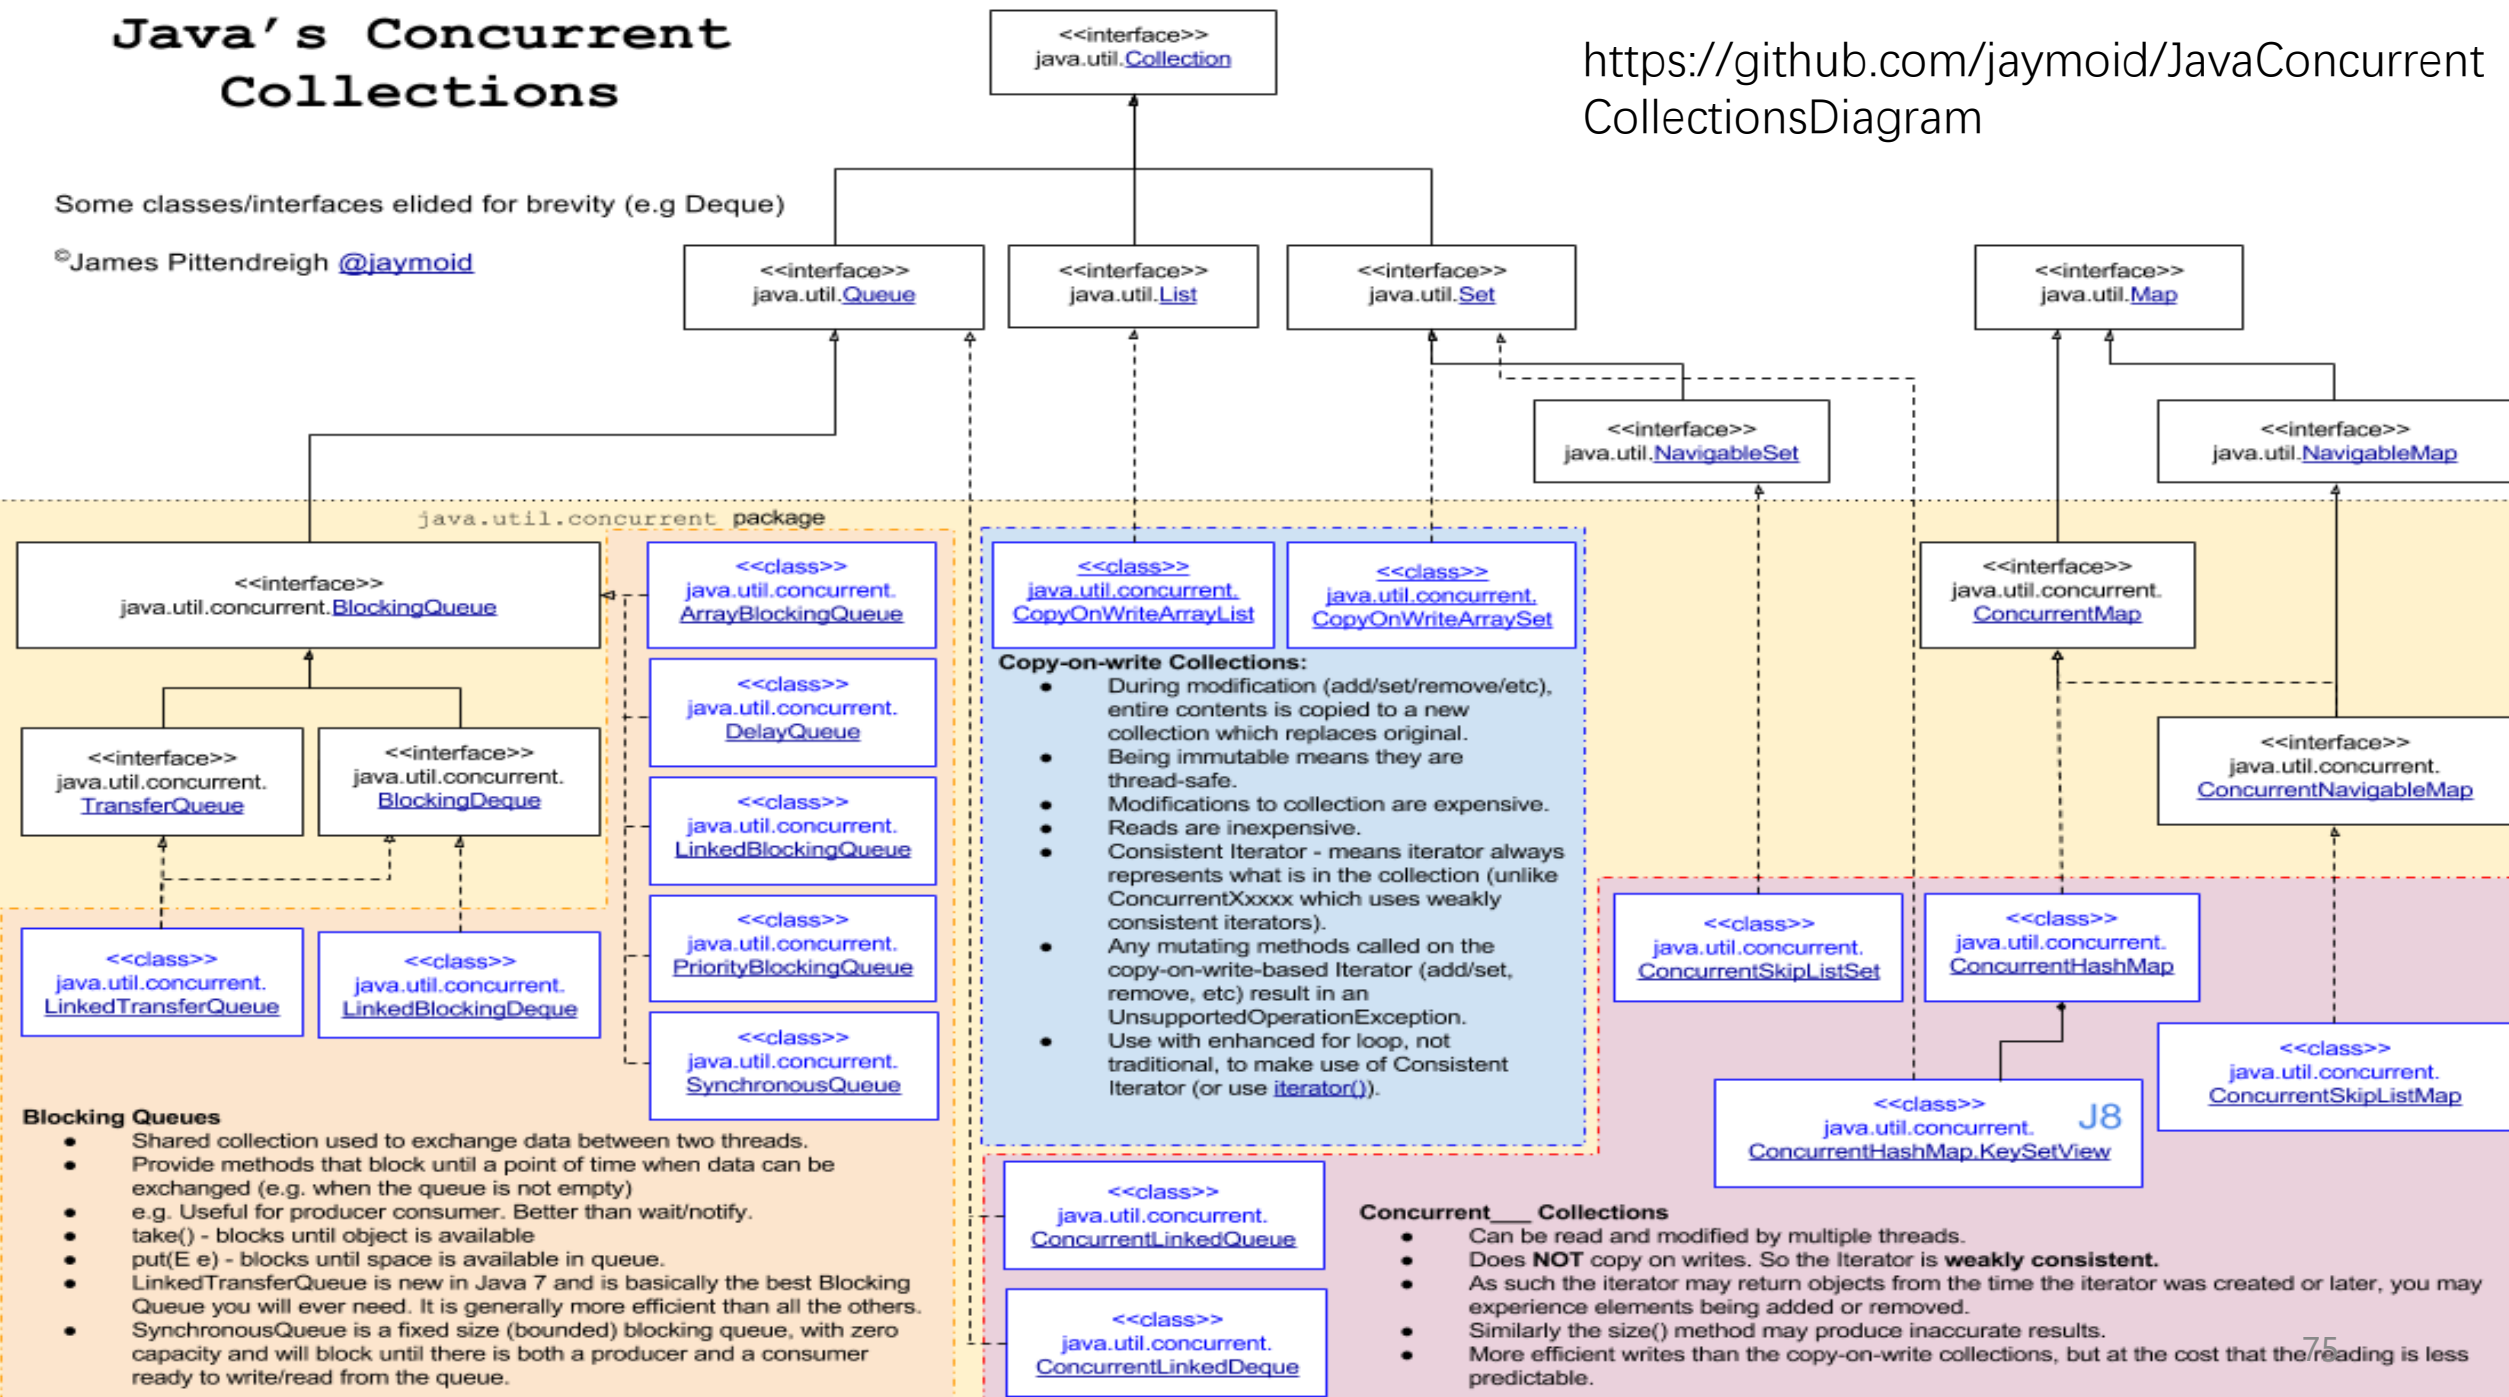 Java's Concurrent
Collections
https://github.com/jaymoid/JavaConcurrent
CollectionsDiagram
Some classes/interfaces elided for brevity (e.g Deque)
©James Pittendreigh @jaymoid
<<interface>>
java.util.Collection
<<interface>>
java.util.Queue
<<interface>>
java.util.List
<<interface>>
java.util.Set
<<interface>>
java.util.Map
<<interface>>
java.util.NavigableSet
<<interface>>
java.util.NavigableMap
java.util.concurrent package
<<interface>>
java.util.concurrent.BlockingQueue
<<interface>>
java.util.concurrent.
TransferQueue
<<interface>>
java.util.concurrent.
BlockingDeque
<<class>>
java.util.concurrent.
LinkedTransferQueue
<<class>>
java.util.concurrent.
LinkedBlockingDeque
<<class>>
java.util.concurrent.
ArrayBlockingQueue
<<class>>
java.util.concurrent.
DelayQueue
<<class>>
java.util.concurrent.
LinkedBlockingQueue
<<class>>
java.util.concurrent.
PriorityBlockingQueue
<<class>>
java.util.concurrent.
SynchronousQueue
Blocking Queues
● Shared collection used to exchange data between two threads.
● Provide methods that block until a point of time when data can be
exchanged (e.g. when the queue is not empty)
● e.g. Useful for producer consumer. Better than wait/notify.
● take() - blocks until object is available
● put(E e) - blocks until space is available in queue.
● LinkedTransferQueue is new in Java 7 and is basically the best Blocking
Queue you will ever need. It is generally more efficient than all the others.
● SynchronousQueue is a fixed size (bounded) blocking queue, with zero
capacity and will block until there is both a producer and a consumer
ready to write/read from the queue.
<<class>>
java.util.concurrent.
CopyOnWriteArrayList
<<class>>
java.util.concurrent.
CopyOnWriteArraySet
Copy-on-write Collections:
● During modification (add/set/remove/etc),
entire contents is copied to a new
collection which replaces original.
● Being immutable means they are
thread-safe.
● Modifications to collection are expensive.
● Reads are inexpensive.
● Consistent Iterator - means iterator always
represents what is in the collection (unlike
ConcurrentXxxxx which uses weakly
consistent iterators).
● Any mutating methods called on the
copy-on-write-based Iterator (add/set,
remove, etc) result in an
UnsupportedOperationException.
● Use with enhanced for loop, not
traditional, to make use of Consistent
Iterator (or use iterator()).
<<interface>>
java.util.concurrent.
ConcurrentMap
<<interface>>
java.util.concurrent.
ConcurrentNavigableMap
<<class>>
java.util.concurrent.
ConcurrentSkipListSet
<<class>>
java.util.concurrent.
ConcurrentHashMap
<<class>>
java.util.concurrent.
ConcurrentSkipListMap
<<class>>
java.util.concurrent.
ConcurrentHashMap.KeySetView
J8
<<class>>
java.util.concurrent.
ConcurrentLinkedQueue
<<class>>
java.util.concurrent.
ConcurrentLinkedDeque
Concurrent___ Collections
● Can be read and modified by multiple threads.
● Does NOT copy on writes. So the Iterator is weakly consistent.
● As such the iterator may return objects from the time the iterator was created or later, you may
experience elements being added or removed.
● Similarly the size() method may produce inaccurate results.
● More efficient writes than the copy-on-write collections, but at the cost that the/reading is less
predictable.
75